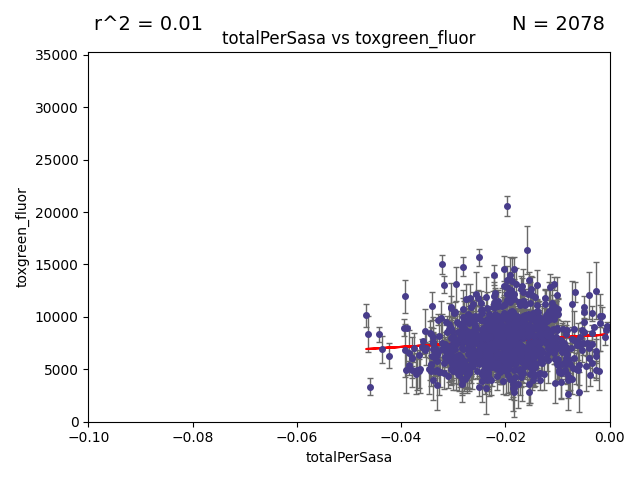 r^2 = 0.01
N = 2078
totalPerSasa vs toxgreen_fluor
35000
30000
25000
20000
15000
10000
5000
0
toxgreen_fluor
−0.10
−0.08
−0.06
−0.04
−0.02
0.00
totalPerSasa